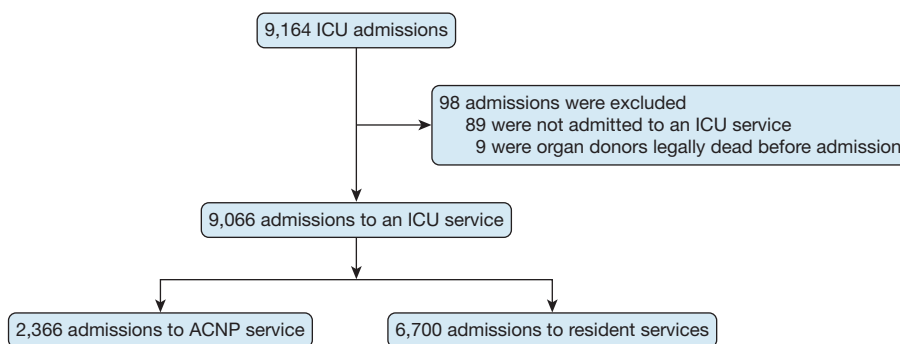 9,164 ICU admissions
98 admissions were excluded
89 were not admitted to an ICU service
9 were organ donors legally dead before admission
9,066 admissions to an ICU service
2,366 admissions to ACNP service
6,700 admissions to resident services